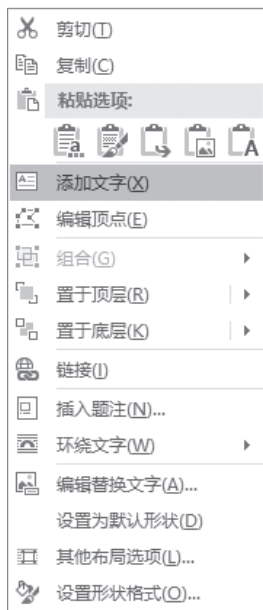 剪切(T)
复制(C)
粘贴选项:
添加文字(X)
编辑顶点(E)
组合(G)
置于顶层(R)
置于底层(K)
链接(I)
插入题注(N)...
环绕文字(W)
编辑替换文字(A)...
设置为默认形状(D)
其他布局选项(L)...
设置形状格式(O)...